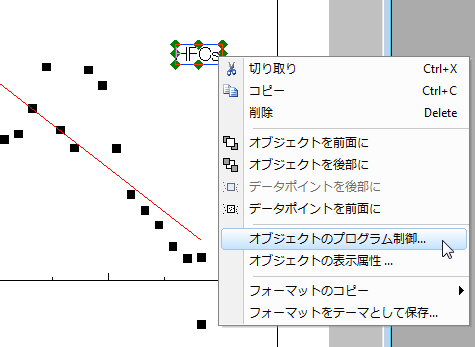 HFCs
切り取り Ctrl+X
コピー Ctrl+C
削除 Delete
オブジェクトを前面に
オブジェクトを後部に
データポイントを後部に
データポイントを前面に
オブジェクトのプログラム制御...
オブジェクトの表示属性 ...
フォーマットのコピー
フォーマットをテーマとして保存...